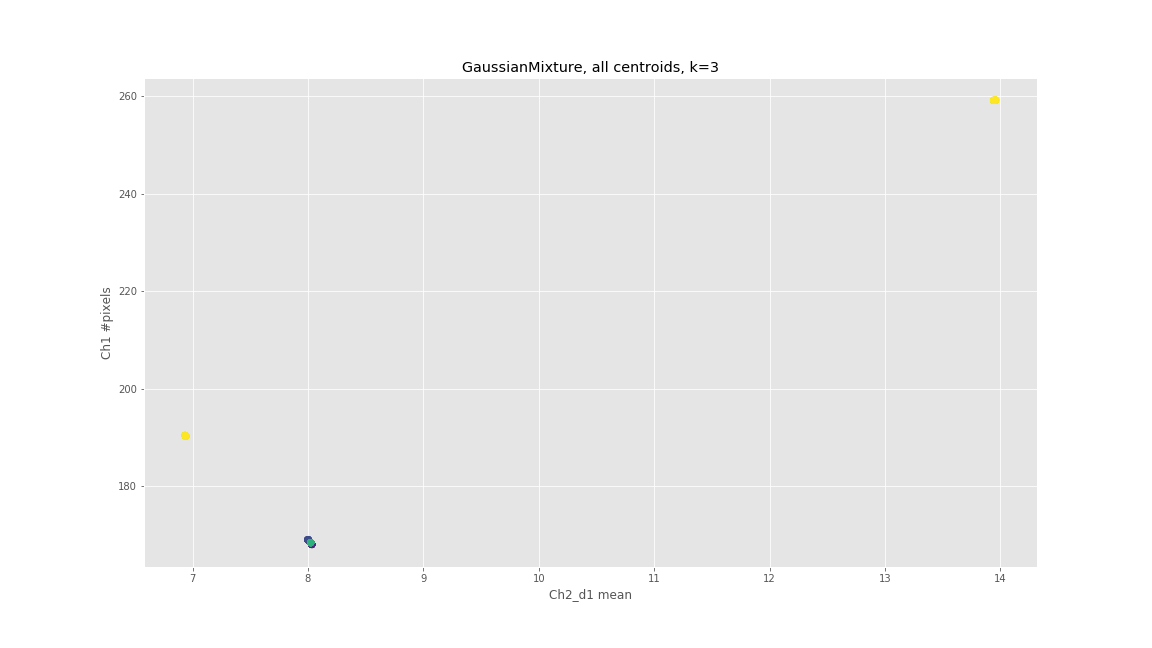 GaussianMixture, all centroids, k=3
260
240
220
200
180
Ch1 #pixels
7 8 9 10 11 12 13 14
Ch2_d1 mean